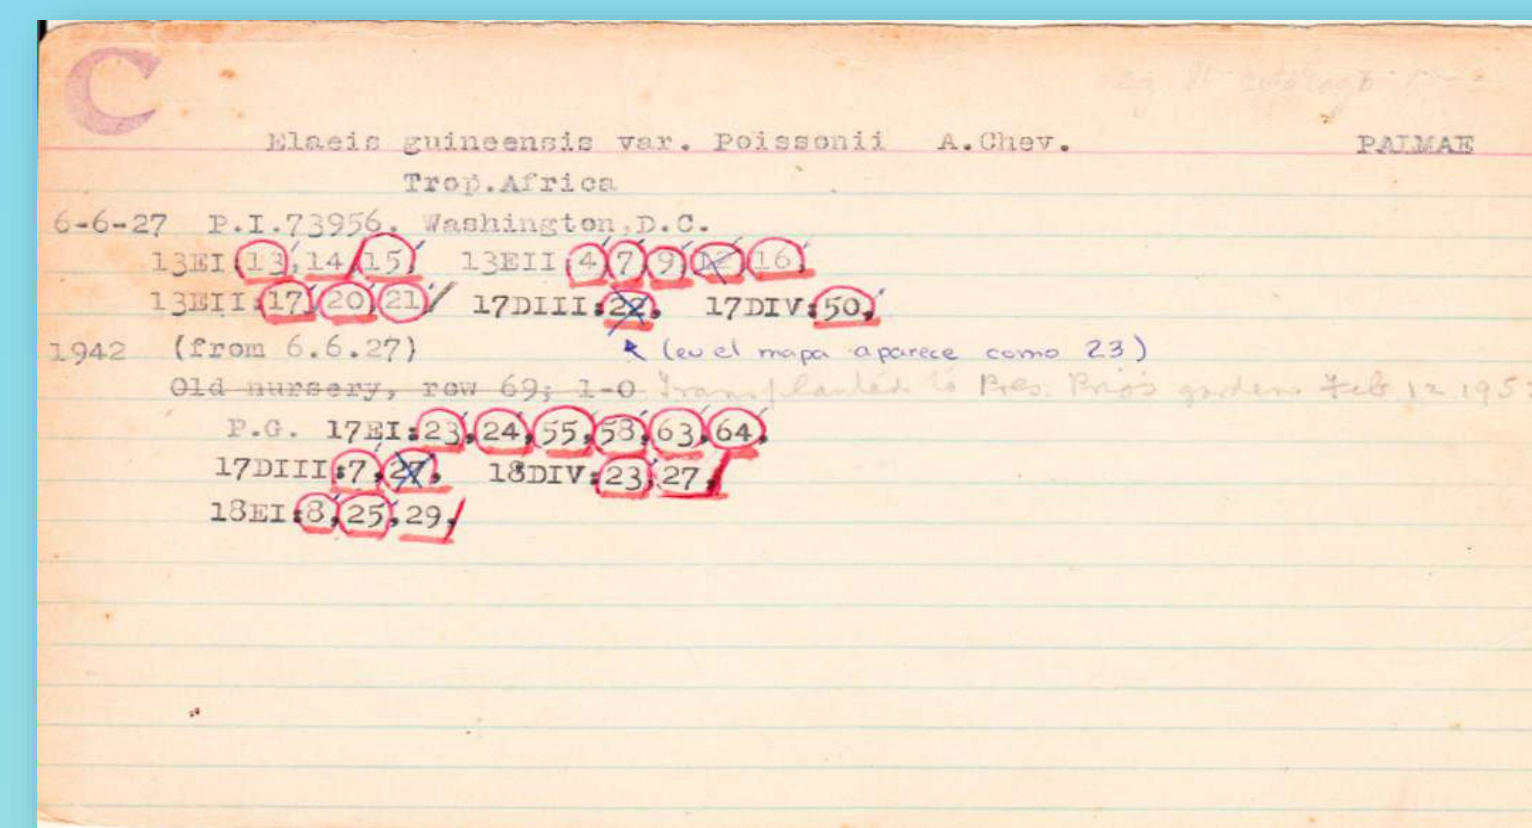 C
Elaeis guineensis var. Poissonii A.Chev. PALMAE
Trop.Africa
6-6-27 P.I.73956. Washington,D.C.
13EI 13,14/15, 13EII 4,7,9,12,16,
13EII:17,20,21/ 17DIII:22, 17DIV:50,
1942 (from 6.6.27) (en el mapa aparece como 23)
Old nursery, row 69; 1-0 Transplanted to Pres. Prio's garden Feb 12 195
P.G. 17EI:23,24,55,58,63,64,
17DIII:7,27, 18DIV:23,27,
18EI:8,25,29,